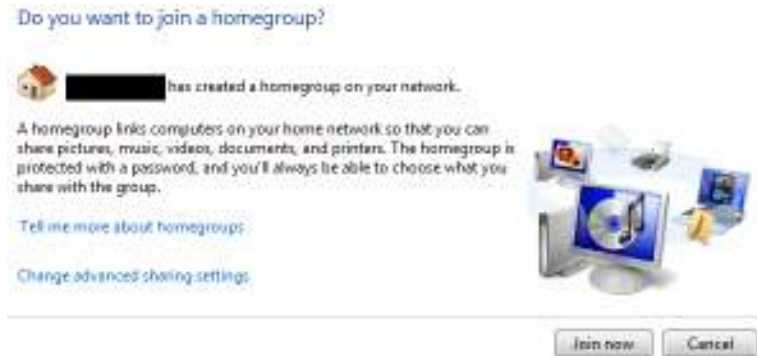 Do you want to join a homegroup?
has created a homegroup on your network.
A homegroup links computers on your home network so that you can
share pictures, music, videos, documents, and printers. The homegroup is
protected with a password, and you'll always be able to choose what you
share with the group.
Tell me more about homegroups
Change advanced sharing settings
Join now
Cancel